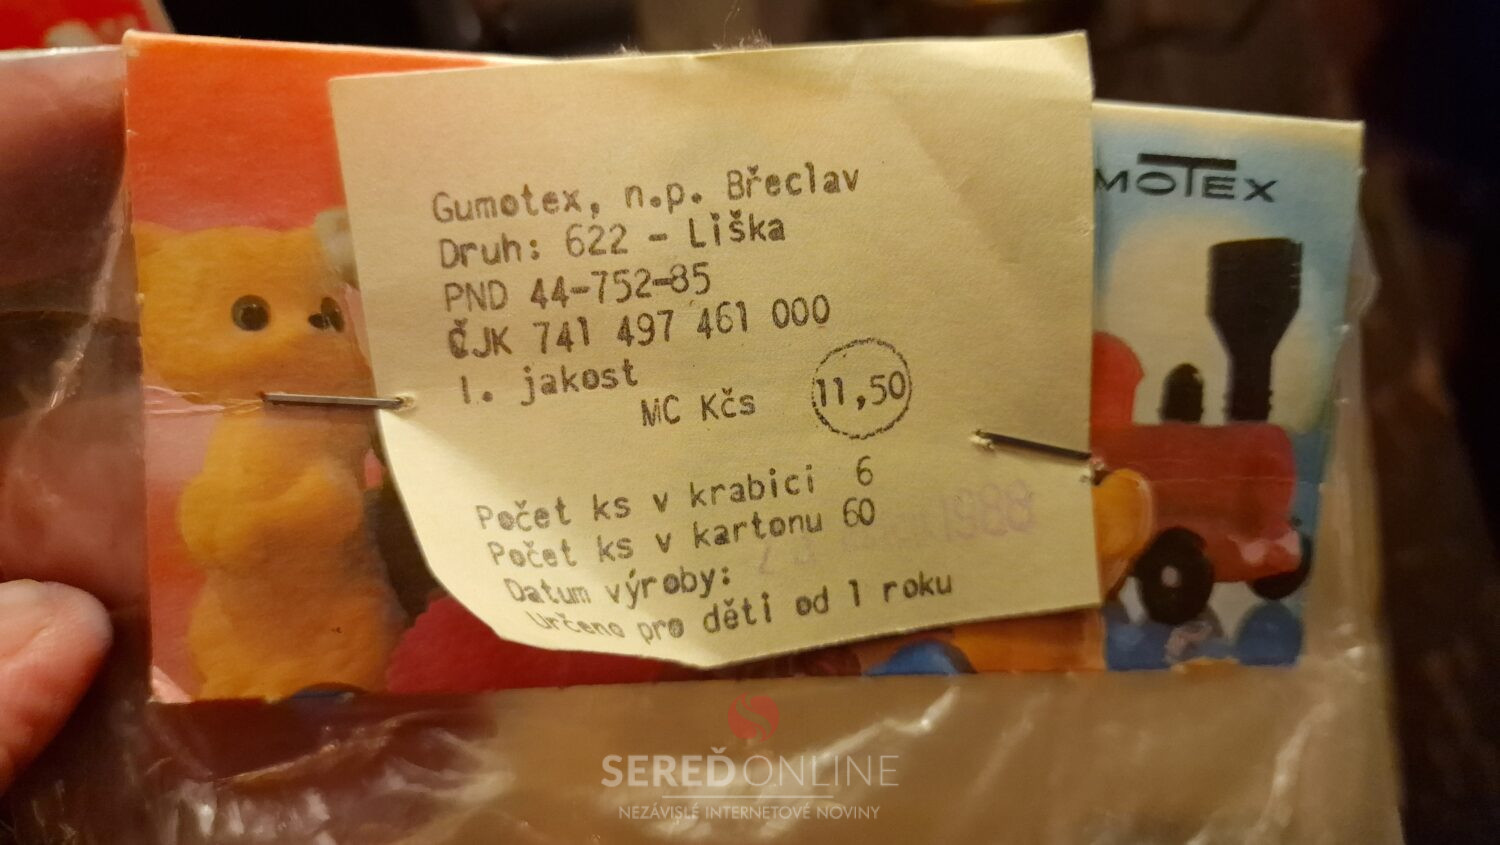 Gumotex, n.p. Břeclav
Druh: 622 - Liška
PND 44-752-85
ČJK 741 497 461 000
I. jakost
MC Kčs 11,50
Počet ks v krabici 6
Počet ks v kartonu 60
Datum výroby: 1988
Určeno pro děti od 1 roku
MOTEX
SEREĎONLINE
NEZÁVISLÉ INTERNETOVÉ NOVINY